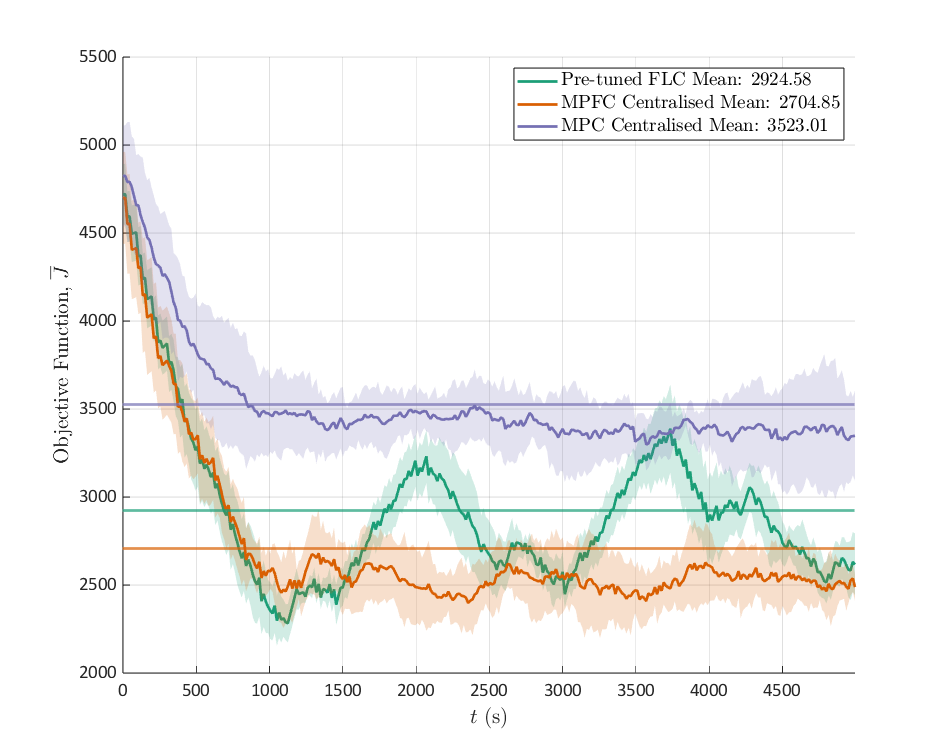 5500
5000
4500
4000
3500
3000
2500
2000
Objective Function, J̅
Pre-tuned FLC Mean: 2924.58
MPFC Centralised Mean: 2704.85
MPC Centralised Mean: 3523.01
0 500 1000 1500 2000 2500 3000 3500 4000 4500
t (s)